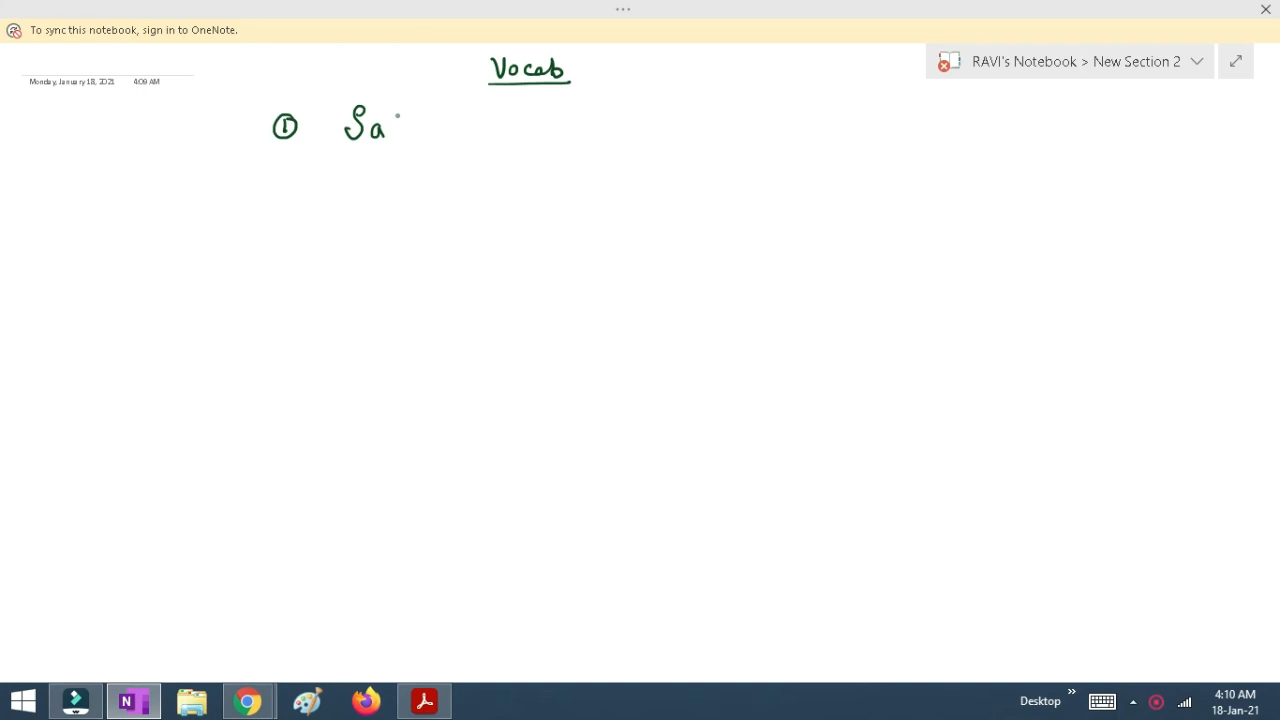 To sync this notebook, sign in to OneNote.
Vocab
RAVI's Notebook > New Section 2
Monday, January 18, 2021 4:09 AM
① Sa
Desktop
4:10 AM
18-Jan-21